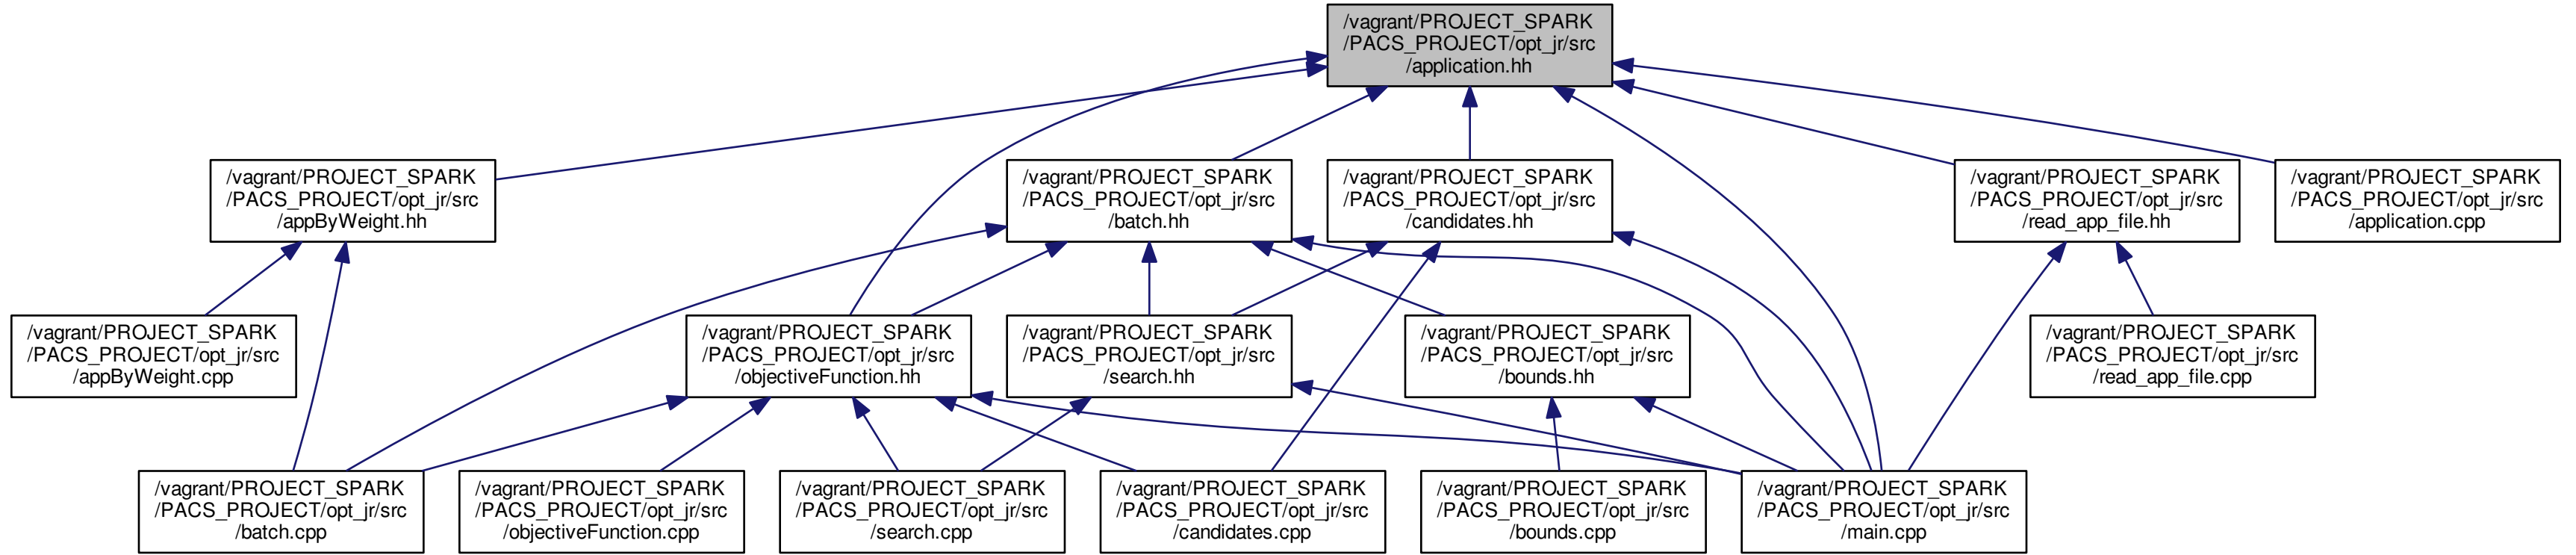 /vagrant/PROJECT_SPARK
/PACS_PROJECT/opt_jr/src
/application.hh
/vagrant/PROJECT_SPARK
/PACS_PROJECT/opt_jr/src
/appByWeight.hh
/vagrant/PROJECT_SPARK
/PACS_PROJECT/opt_jr/src
/batch.hh
/vagrant/PROJECT_SPARK
/PACS_PROJECT/opt_jr/src
/candidates.hh
/vagrant/PROJECT_SPARK
/PACS_PROJECT/opt_jr/src
/read_app_file.hh
/vagrant/PROJECT_SPARK
/PACS_PROJECT/opt_jr/src
/application.cpp
/vagrant/PROJECT_SPARK
/PACS_PROJECT/opt_jr/src
/appByWeight.cpp
/vagrant/PROJECT_SPARK
/PACS_PROJECT/opt_jr/src
/objectiveFunction.hh
/vagrant/PROJECT_SPARK
/PACS_PROJECT/opt_jr/src
/search.hh
/vagrant/PROJECT_SPARK
/PACS_PROJECT/opt_jr/src
/bounds.hh
/vagrant/PROJECT_SPARK
/PACS_PROJECT/opt_jr/src
/read_app_file.cpp
/vagrant/PROJECT_SPARK
/PACS_PROJECT/opt_jr/src
/batch.cpp
/vagrant/PROJECT_SPARK
/PACS_PROJECT/opt_jr/src
/objectiveFunction.cpp
/vagrant/PROJECT_SPARK
/PACS_PROJECT/opt_jr/src
/search.cpp
/vagrant/PROJECT_SPARK
/PACS_PROJECT/opt_jr/src
/candidates.cpp
/vagrant/PROJECT_SPARK
/PACS_PROJECT/opt_jr/src
/bounds.cpp
/vagrant/PROJECT_SPARK
/PACS_PROJECT/opt_jr/src
/main.cpp